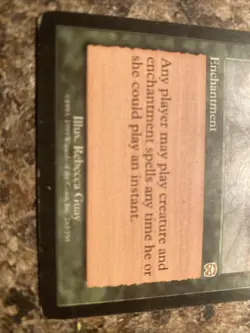 Enchantment
Any player may play creature and
enchantment spells any time he or
she could play an instant.
Illus. Rebecca Guay